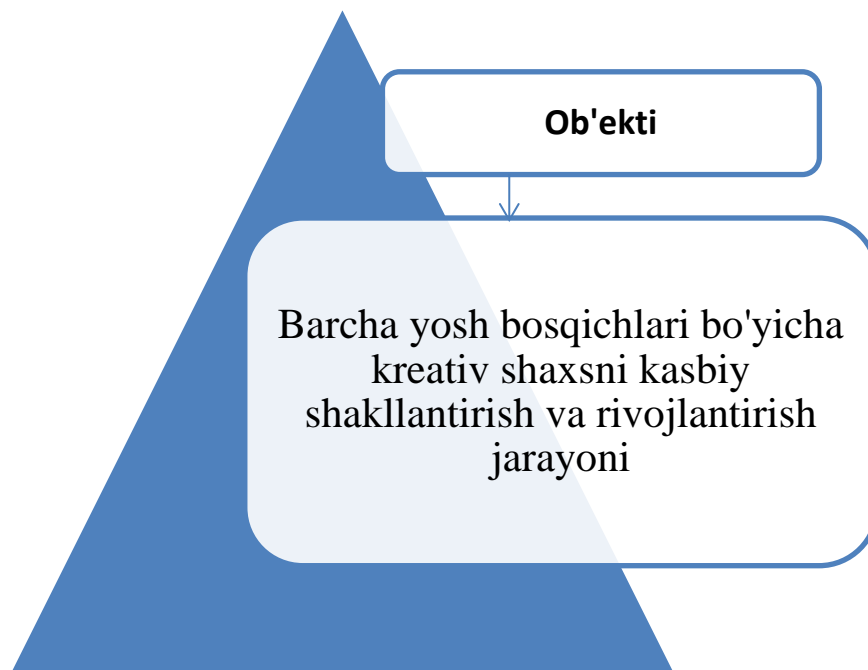 Ob'ekti
Barcha yosh bosqichlari bo'yicha
kreativ shaxsni kasbiy
shakllantirish va rivojlantirish
jarayoni